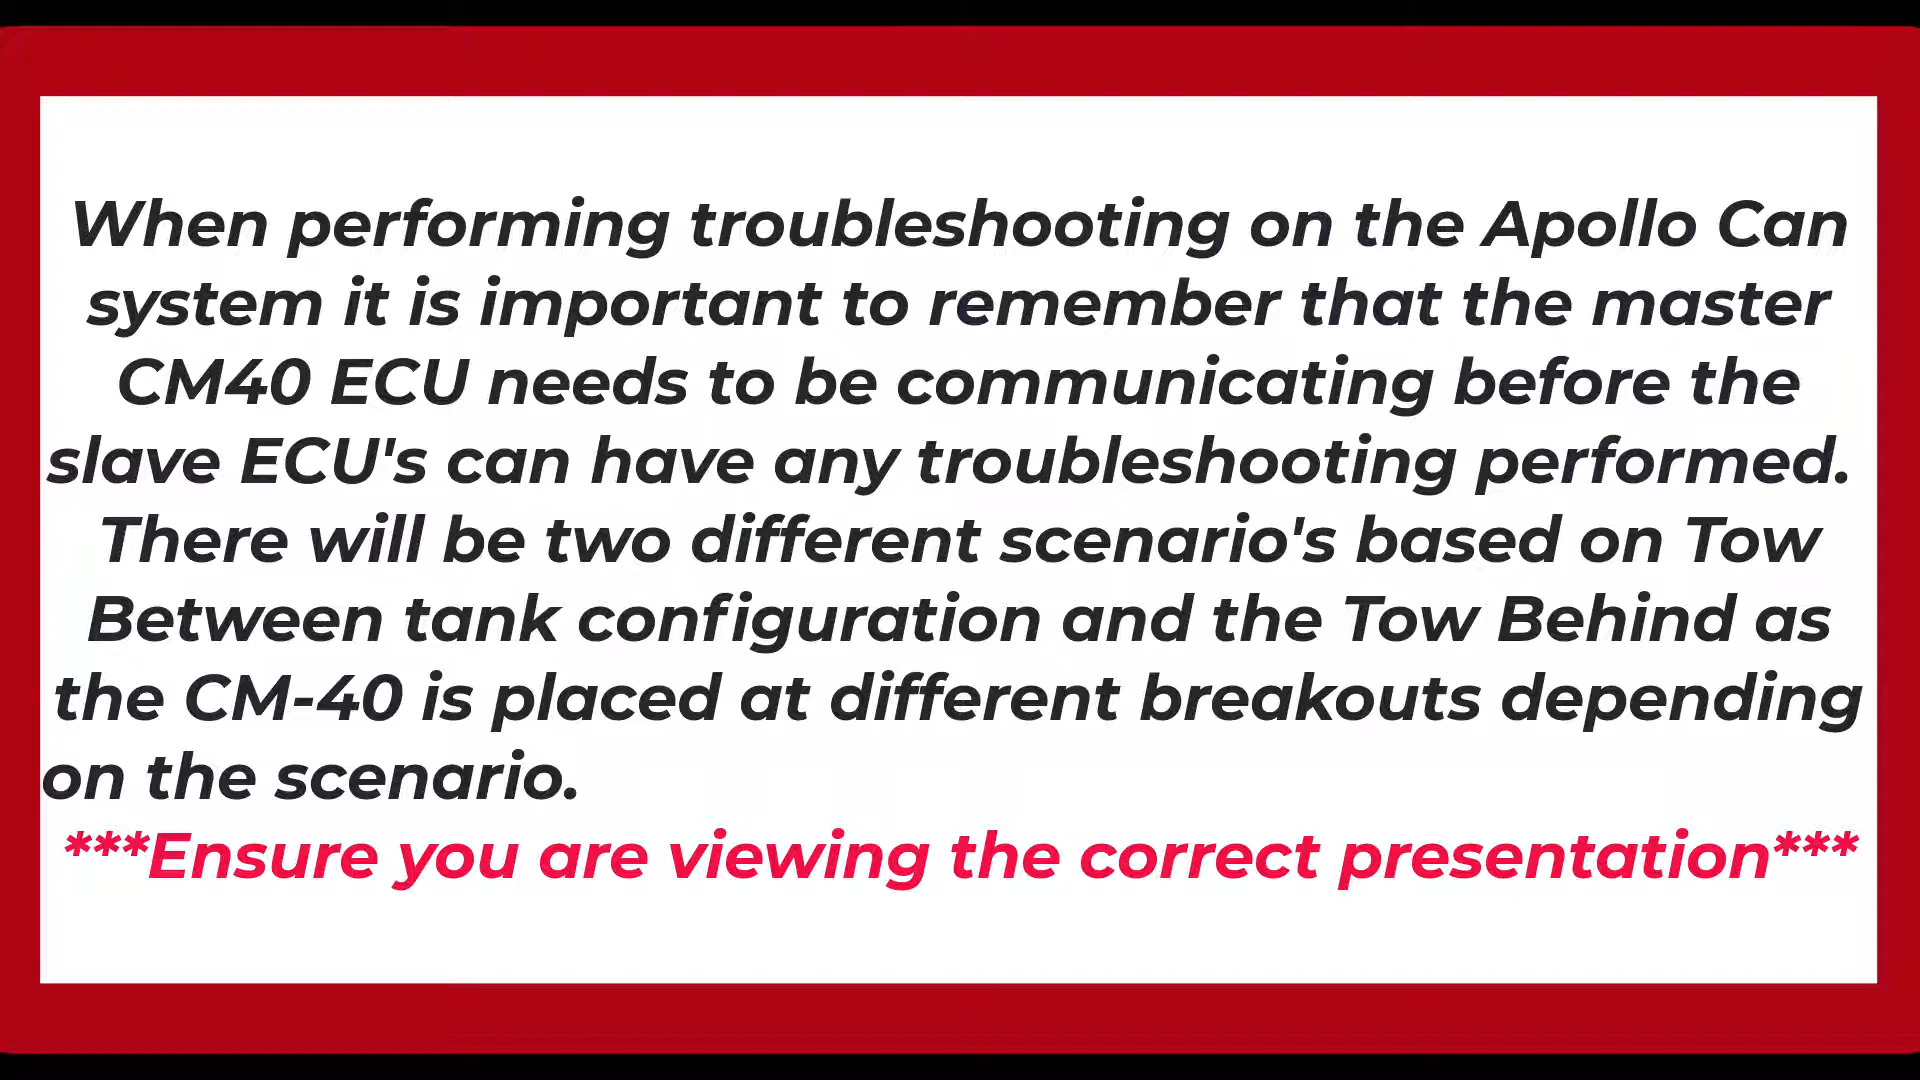 When performing troubleshooting on the Apollo Can
system it is important to remember that the master
CM40 ECU needs to be communicating before the
slave ECU's can have any troubleshooting performed.
There will be two different scenario's based on Tow
Between tank configuration and the Tow Behind as
the CM-40 is placed at different breakouts depending
on the scenario.
***Ensure you are viewing the correct presentation***